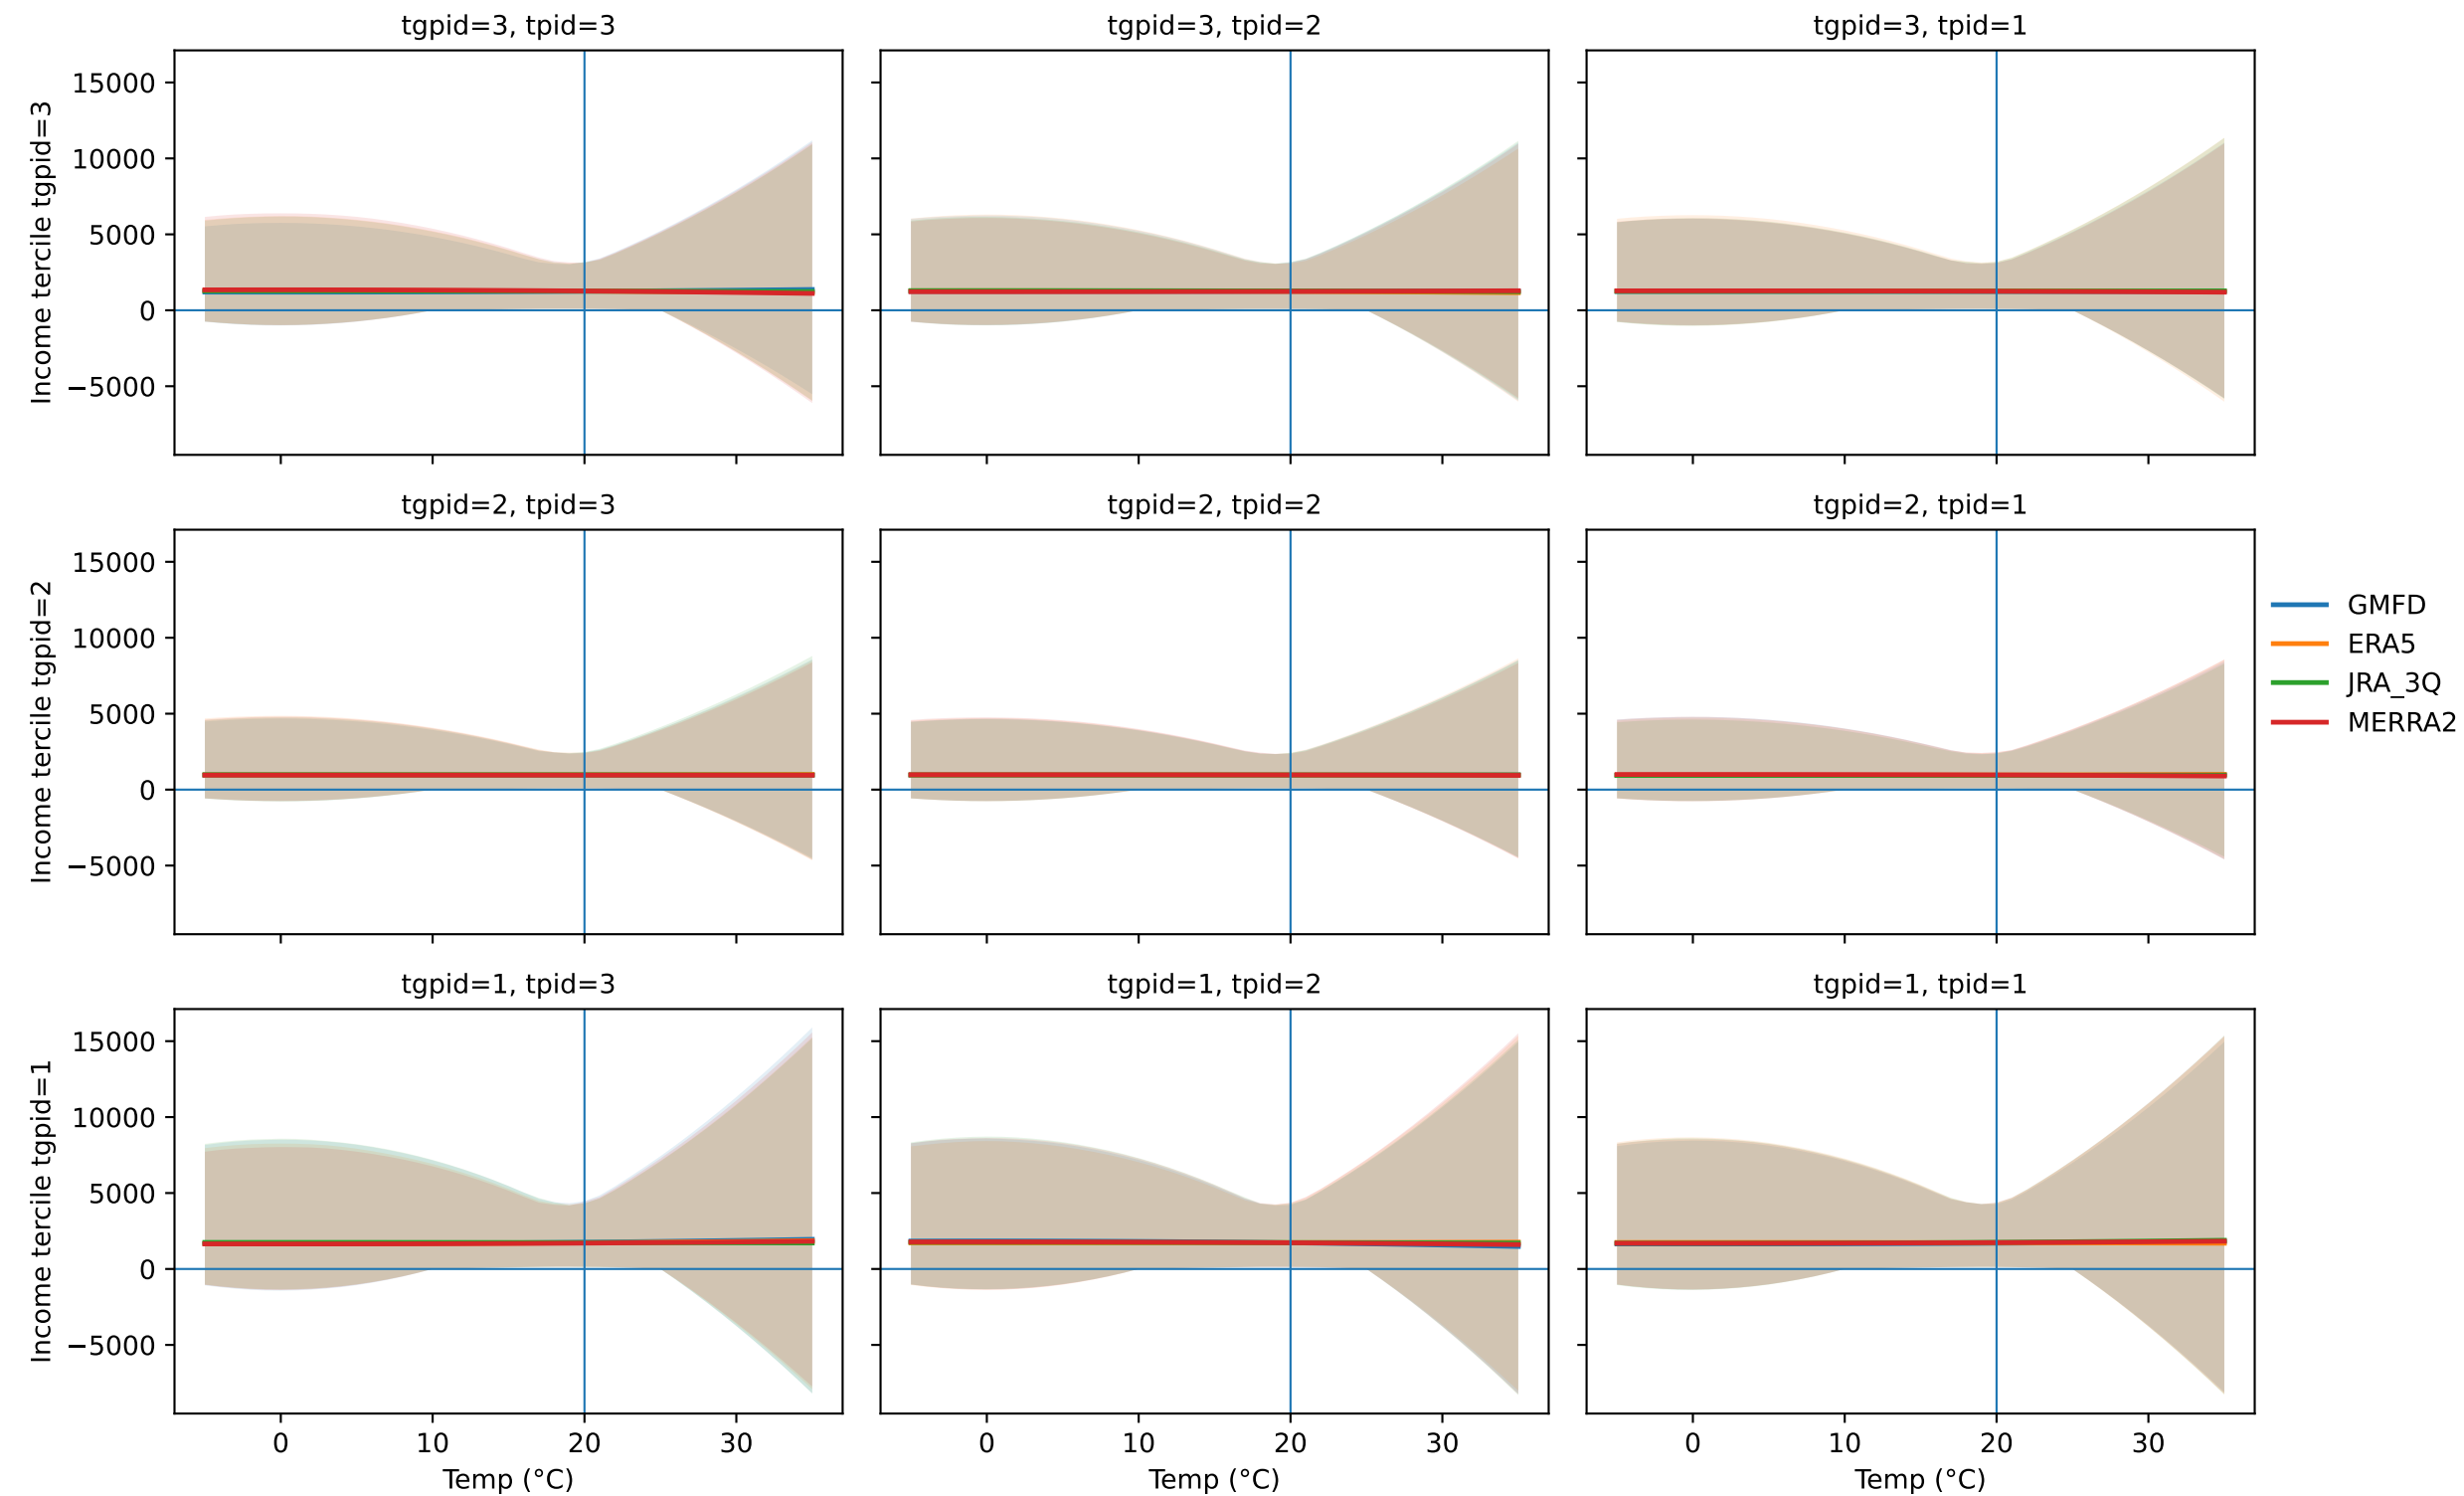 tgpid=3, tpid=3
tgpid=3, tpid=2
tgpid=3, tpid=1
Income tercile tgpid=3
15000
10000
5000
0
−5000
tgpid=2, tpid=3
tgpid=2, tpid=2
tgpid=2, tpid=1
Income tercile tgpid=2
15000
10000
5000
0
−5000
GMFD
ERA5
JRA_3Q
MERRA2
tgpid=1, tpid=3
tgpid=1, tpid=2
tgpid=1, tpid=1
Income tercile tgpid=1
15000
10000
5000
0
−5000
0 10 20 30
0 10 20 30
0 10 20 30
Temp (°C)
Temp (°C)
Temp (°C)